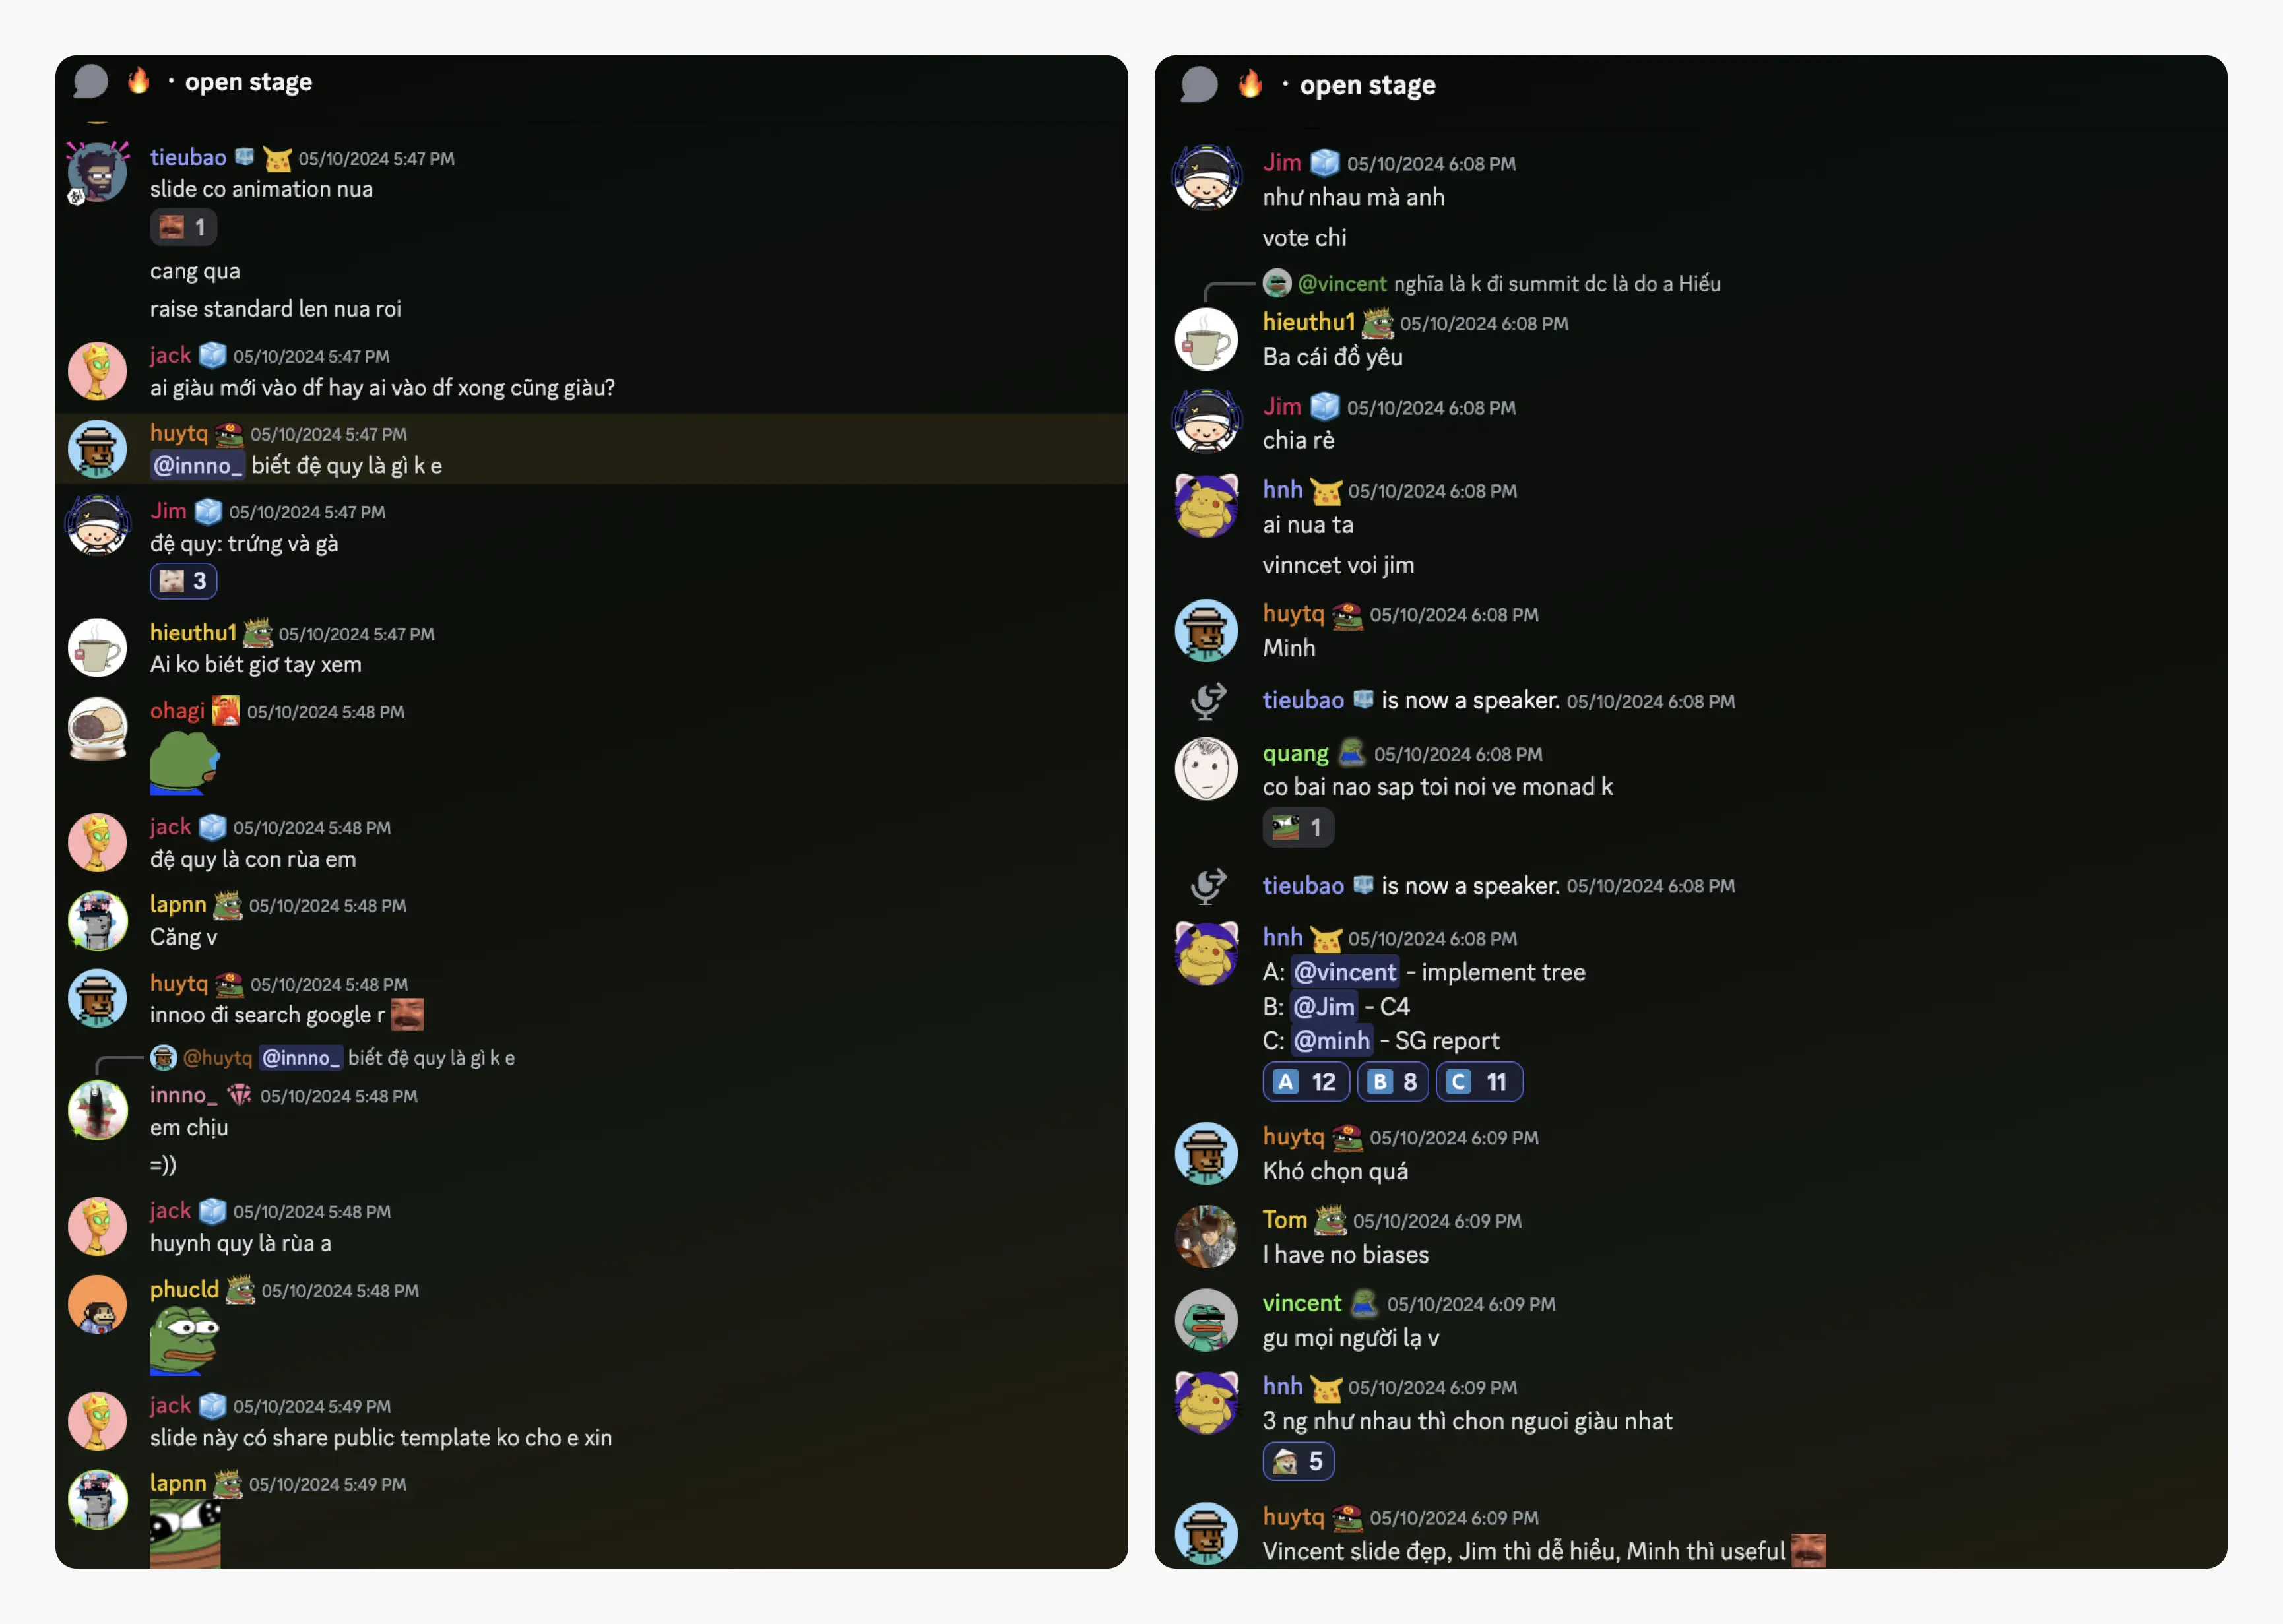 · open stage
tieubao 05/10/2024 5:47 PM
slide co animation nua
1
cang qua
raise standard len nua roi
jack 05/10/2024 5:47 PM
ai giàu mới vào df hay ai vào df xong cũng giàu?
huytq 05/10/2024 5:47 PM
@innno_ biết đệ quy là gì k e
Jim 05/10/2024 5:47 PM
đệ quy: trứng và gà
3
hieuthu1 05/10/2024 5:47 PM
Ai ko biét giơ tay xem
ohagi 05/10/2024 5:48 PM
jack 05/10/2024 5:48 PM
đệ quy là con rùa em
lapnn 05/10/2024 5:48 PM
Căng v
huytq 05/10/2024 5:48 PM
innoo đi search google r
@huytq @innno_ biết đệ quy là gì k e
innno_ 05/10/2024 5:48 PM
em chịu
=))
jack 05/10/2024 5:48 PM
huynh quy là rùa a
phucld 05/10/2024 5:48 PM
jack 05/10/2024 5:49 PM
slide này có share public template ko cho e xin
lapnn 05/10/2024 5:49 PM
· open stage
Jim 05/10/2024 6:08 PM
như nhau mà anh
vote chi
@vincent nghĩa là k đi summit dc là do a Hiếu
hieuthu1 05/10/2024 6:08 PM
Ba cái đồ yêu
Jim 05/10/2024 6:08 PM
chia rẻ
hnh 05/10/2024 6:08 PM
ai nua ta
vinncet voi jim
huytq 05/10/2024 6:08 PM
Minh
tieubao is now a speaker. 05/10/2024 6:08 PM
quang 05/10/2024 6:08 PM
co bai nao sap toi noi ve monad k
1
tieubao is now a speaker. 05/10/2024 6:08 PM
hnh 05/10/2024 6:08 PM
A: @vincent - implement tree
B: @Jim - C4
C: @minh - SG report
A 12 B 8 C 11
huytq 05/10/2024 6:09 PM
Khó chọn quá
Tom 05/10/2024 6:09 PM
I have no biases
vincent 05/10/2024 6:09 PM
gu mọi người lạ v
hnh 05/10/2024 6:09 PM
3 ng như nhau thì chon nguoi giàu nhat
5
huytq 05/10/2024 6:09 PM
Vincent slide đẹp, Jim thì dễ hiểu, Minh thì useful